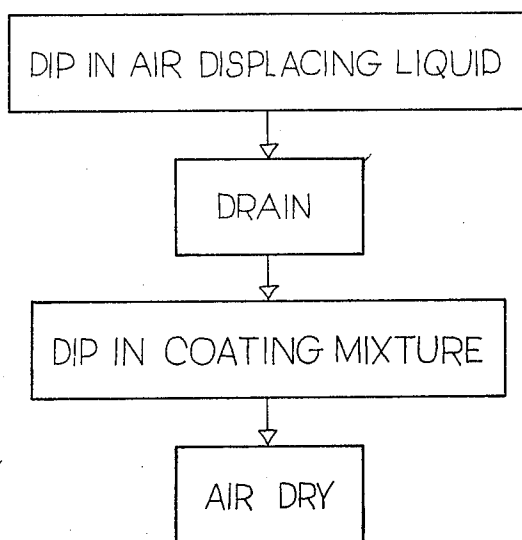 DIP IN AIR DISPLACING LIQUID
DRAIN
DIP IN COATING MIXTURE
AIR DRY